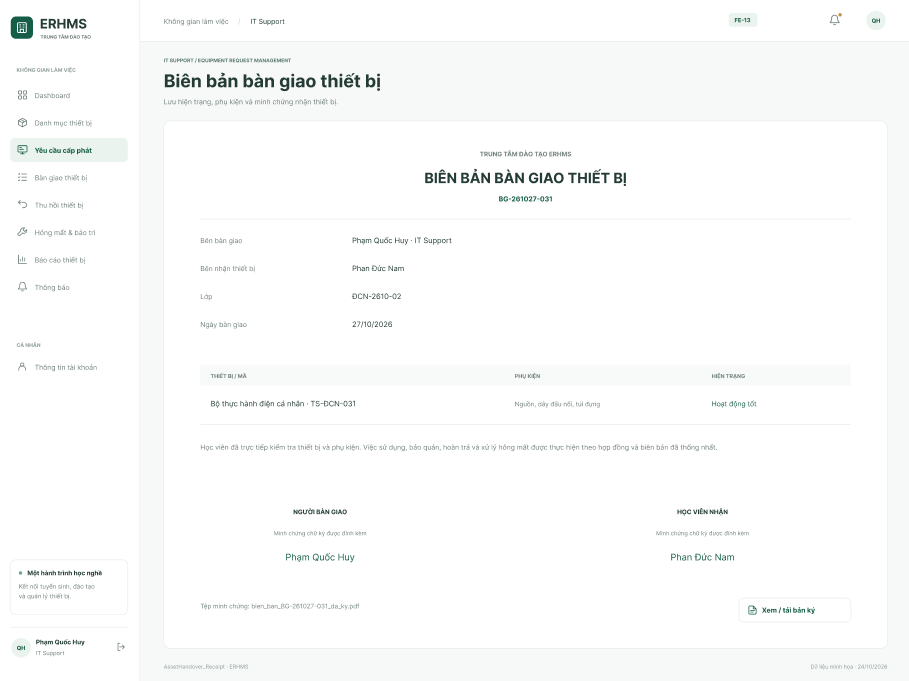 ERHMS
TRUNG TÂM ĐÀO TẠO
Không gian làm việc / IT Support
FE-13
QH
KHÔNG GIAN LÀM VIỆC
Dashboard
Danh mục thiết bị
Yêu cầu cấp phát
Bàn giao thiết bị
Thu hồi thiết bị
Hỏng mất & bảo trì
Báo cáo thiết bị
Thông báo
CÁ NHÂN
Thông tin tài khoản
Một hành trình học nghề
Kết nối tuyển sinh, đào tạo
và quản lý thiết bị.
QH
Phạm Quốc Huy
IT Support
IT SUPPORT / EQUIPMENT REQUEST MANAGEMENT
Biên bản bàn giao thiết bị
Lưu hiện trạng, phụ kiện và minh chứng nhận thiết bị.
TRUNG TÂM ĐÀO TẠO ERHMS
BIÊN BẢN BÀN GIAO THIẾT BỊ
BG-261027-031
Bên bàn giao Phạm Quốc Huy · IT Support
Bên nhận thiết bị Phan Đức Nam
Lớp ĐCN-2610-02
Ngày bàn giao 27/10/2026
THIẾT BỊ / MÃ PHỤ KIỆN HIỆN TRẠNG
Bộ thực hành điện cá nhân · TS-ĐCN-031 Nguồn, dây đấu nối, túi đựng Hoạt động tốt
Học viên đã trực tiếp kiểm tra thiết bị và phụ kiện. Việc sử dụng, bảo quản, hoàn trả và xử lý hỏng mất được thực hiện theo hợp đồng và biên bản đã thống nhất.
NGƯỜI BÀN GIAO HỌC VIÊN NHẬN
Minh chứng chữ ký được đính kèm Minh chứng chữ ký được đính kèm
Phạm Quốc Huy Phan Đức Nam
Tệp minh chứng: bien_ban_BG-261027-031_da_ky.pdf
Xem / tải bản ký
AssetHandover_Receipt · ERHMS
Dữ liệu minh họa · 24/10/2026